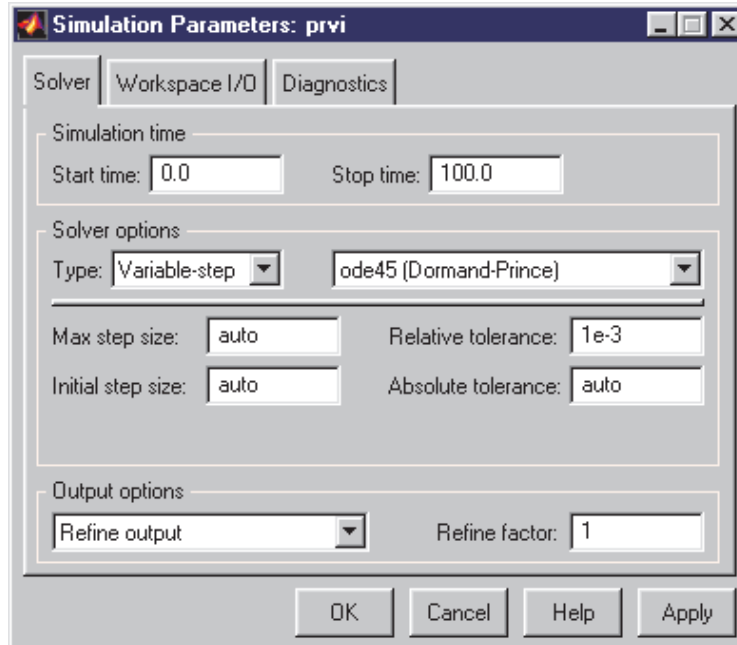 Simulation Parameters: prvi
Solver Workspace I/O Diagnostics
Simulation time
Start time: 0.0 Stop time: 100.0
Solver options
Type: Variable-step ode45 (Dormand-Prince)
Max step size: auto Relative tolerance: 1e-3
Initial step size: auto Absolute tolerance: auto
Output options
Refine output Refine factor: 1
OK Cancel Help Apply